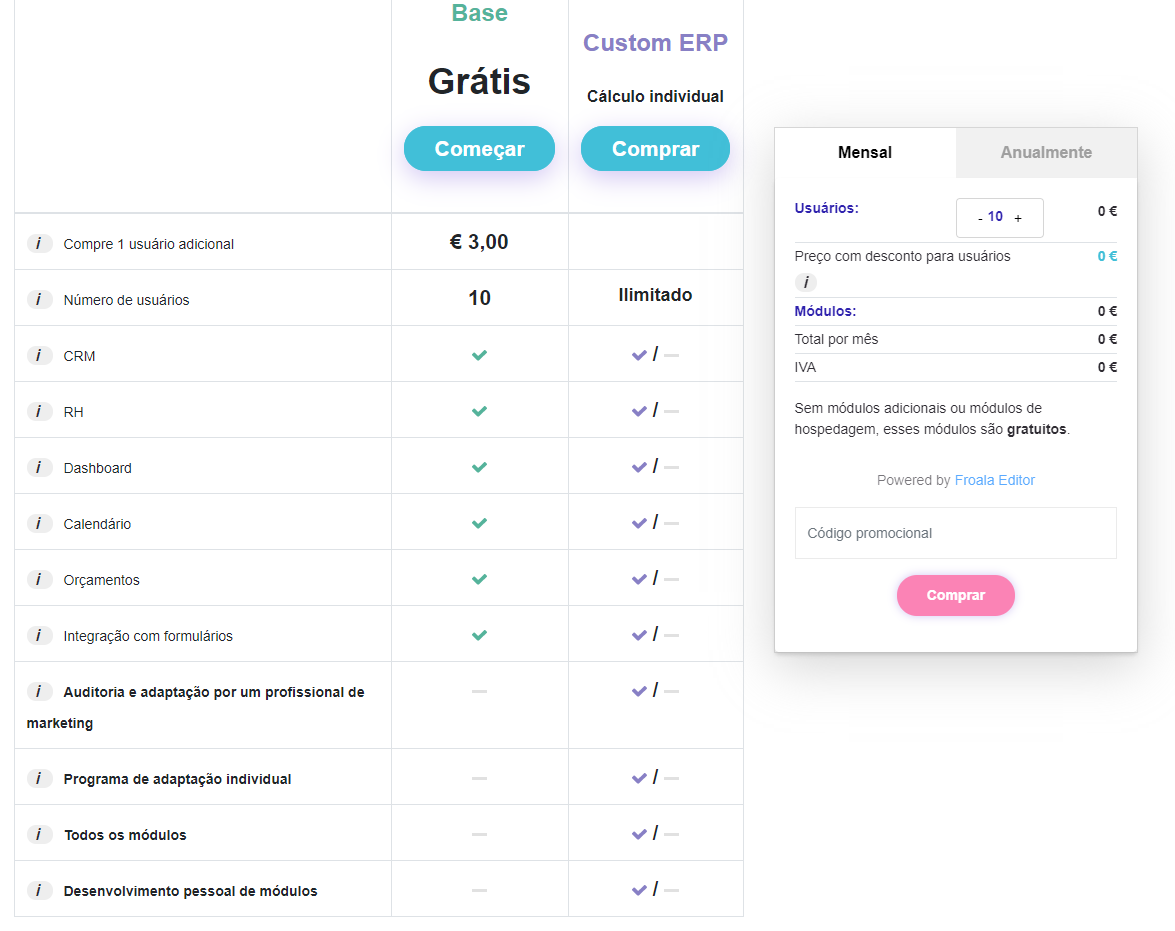 Base
Custom ERP
Grátis
Cálculo individual
Começar
Comprar
i Compre 1 usuário adicional
€ 3,00
i Número de usuários
10
Ilimitado
i CRM
/
i RH
/
i Dashboard
/
i Calendário
/
i Orçamentos
/
i Integração com formulários
/
i Auditoria e adaptação por um profissional de
marketing
/
i Programa de adaptação individual
/
i Todos os módulos
/
i Desenvolvimento pessoal de módulos
/
Mensal
Anualmente
Usuários:
- 10 +
0 €
Preço com desconto para usuários
0 €
i
Módulos:
0 €
Total por mês
0 €
IVA
0 €
Sem módulos adicionais ou módulos de
hospedagem, esses módulos são gratuitos.
Powered by Froala Editor
Código promocional
Comprar